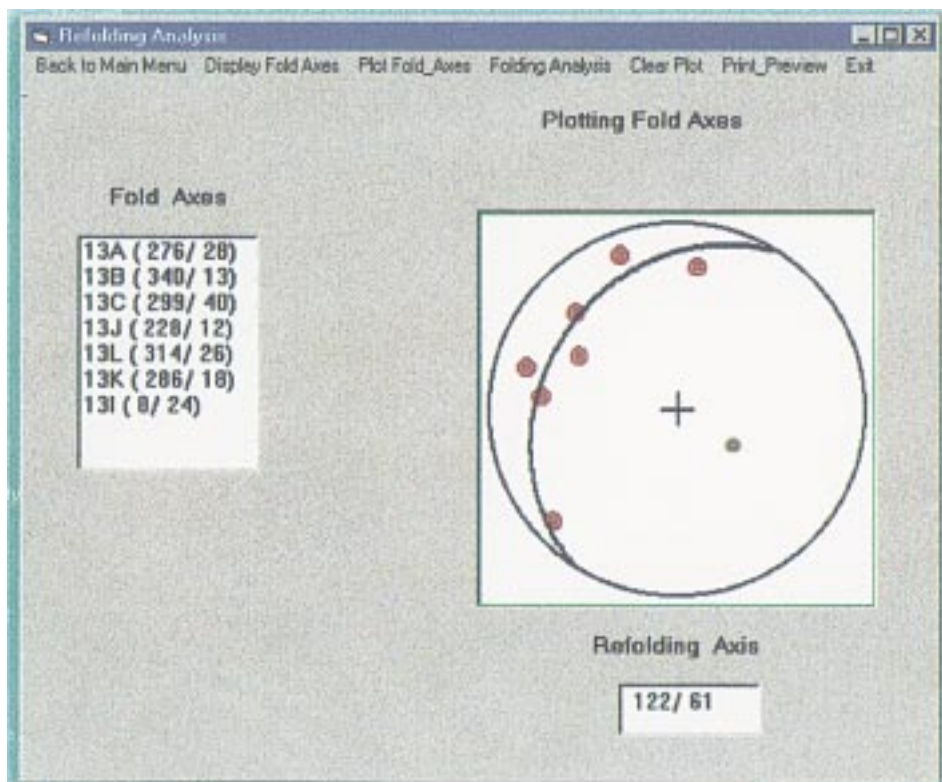 Refolding Analysis
Back to Main Menu Display Fold Axes Plot Fold_Axes Folding Analysis Clear Plot Print_Preview Exit
Plotting Fold Axes
Fold Axes
13A ( 276/ 28)
13B ( 340/ 13)
13C ( 299/ 40)
13J ( 228/ 12)
13L ( 314/ 26)
13K ( 286/ 18)
13I ( 8/ 24)
Refolding Axis
122/ 61